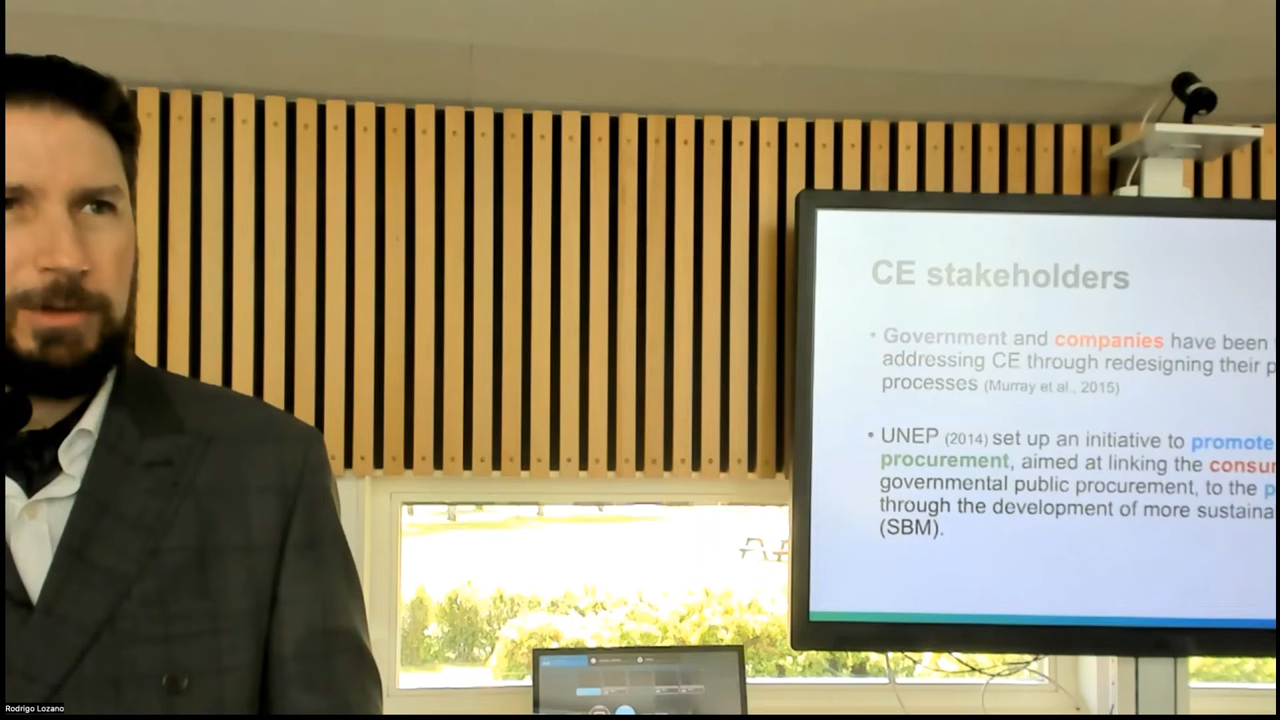 CE stakeholders
• Government and companies have been
addressing CE through redesigning their p
processes (Murray et al., 2015)
• UNEP (2014) set up an initiative to promote
procurement, aimed at linking the consu
governmental public procurement, to the p
through the development of more sustaina
(SBM).
Rodrigo Lozano